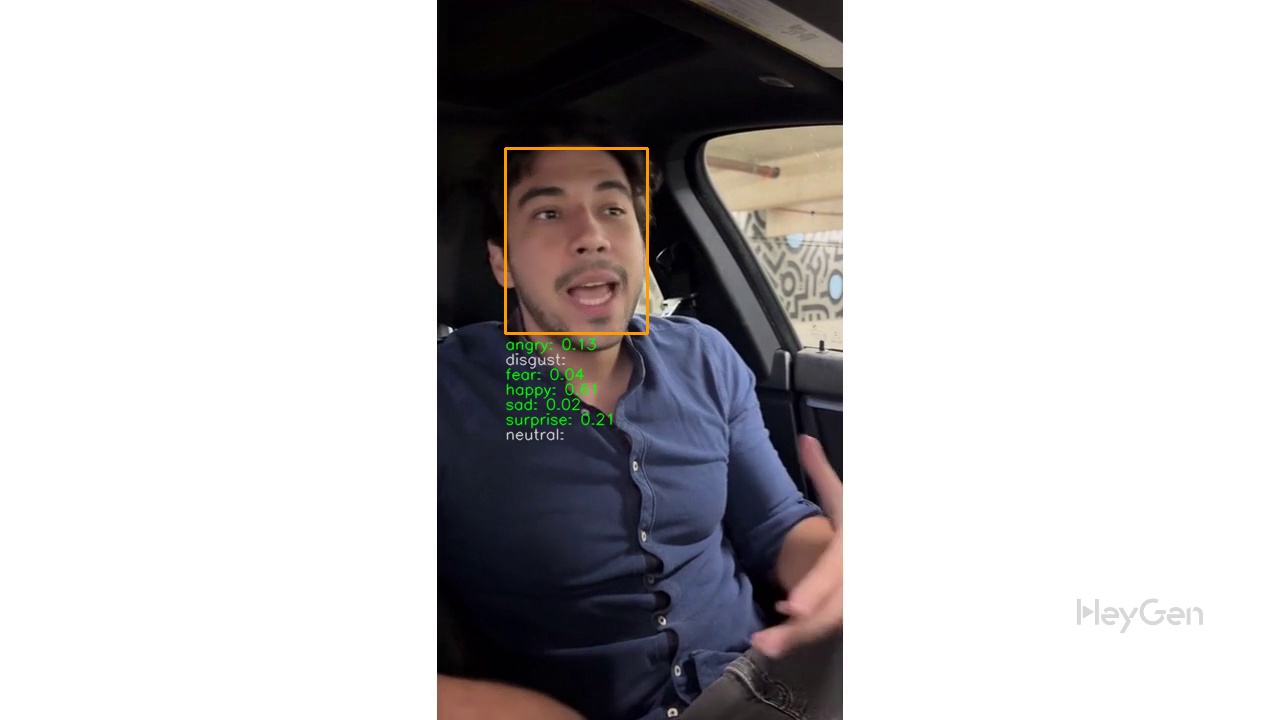 angry: 0.13
disgust:
fear: 0.04
happy: 0.61
sad: 0.02
surprise: 0.21
neutral:
HeyGen